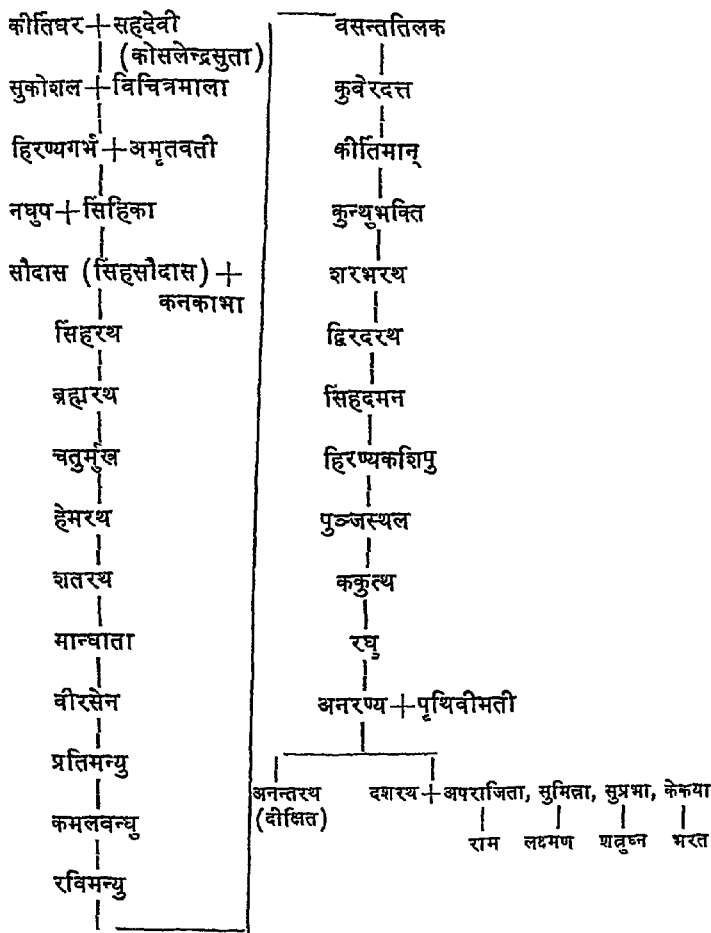 कीर्तिधर + सहदेवी
(कोसलेन्द्रसुता)
सुकोशल + विचित्रमाला
हिरण्यगर्भ + अमृतवती
नघुष + सिंहिका
सौदास (सिंहसौदास) +
कनकाभा
सिंहरथ
ब्रह्मरथ
चतुर्मुख
हेमरथ
शतरथ
मान्धाता
वीरसेन
प्रतिमन्यु
कमलबन्धु
रविमन्यु
वसन्ततिलक
कुवेरदत्त
कीर्तिमान्
कुन्थुभक्ति
शरभरथ
द्विरदरथ
सिंहदमन
हिरण्यकशिपु
पुञ्जस्थल
ककुत्थ
रघु
अनरण्य + पृथिवीमती
अनन्तरथ दशरथ + अपराजिता, सुमित्रा, सुप्रभा, केकया
(दीक्षित) राम लक्ष्मण शत्रुघ्न भरत